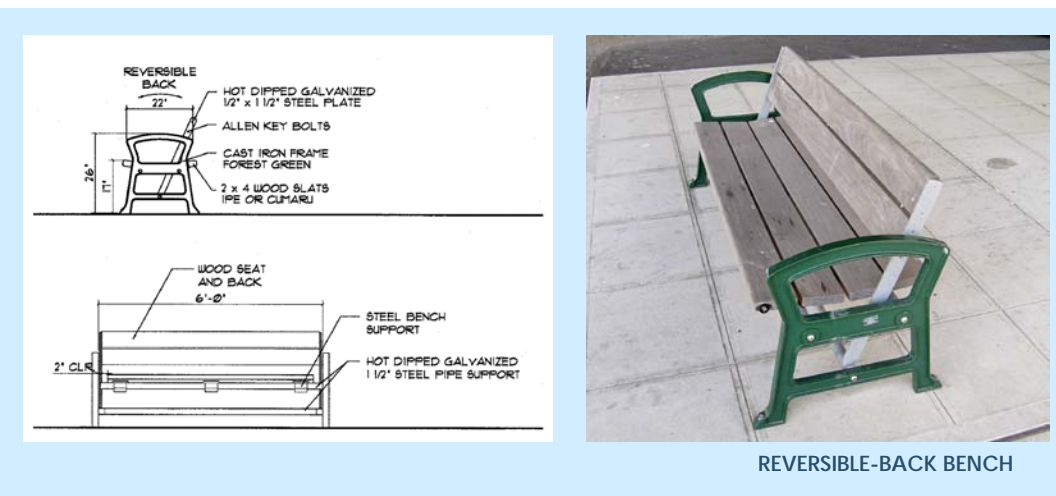 REVERSIBLE
BACK
22"
HOT DIPPED GALVANIZED
1/2" x 1 1/2" STEEL PLATE
ALLEN KEY BOLTS
CAST IRON FRAME
FOREST GREEN
26"
17"
2 x 4 WOOD SLATS
IPE OR CUMARU
WOOD SEAT
AND BACK
6'-0"
STEEL BENCH
SUPPORT
2" CLR
HOT DIPPED GALVANIZED
1 1/2" STEEL PIPE SUPPORT
REVERSIBLE-BACK BENCH